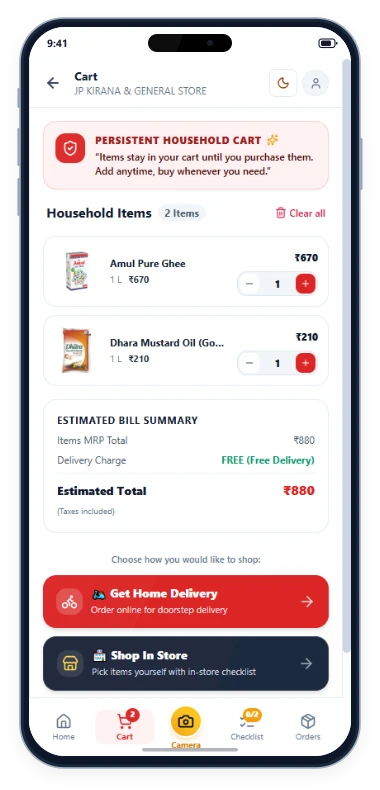 9:41
Cart
JP KIRANA & GENERAL STORE
PERSISTENT HOUSEHOLD CART ✨
"Items stay in your cart until you purchase them.
Add anytime, buy whenever you need."
Household Items 2 Items Clear all
Amul Pure Ghee ₹670
1 L ₹670 − 1 +
Amul
Dhara Mustard Oil (Go... ₹210
1 L ₹210 − 1 +
Dhara
ESTIMATED BILL SUMMARY
Items MRP Total ₹880
Delivery Charge FREE (Free Delivery)
Estimated Total ₹880
(Taxes included)
Choose how you would like to shop:
Get Home Delivery
Order online for doorstep delivery
Shop In Store
Pick items yourself with in-store checklist
2 0/2
Home Cart Camera Checklist Orders